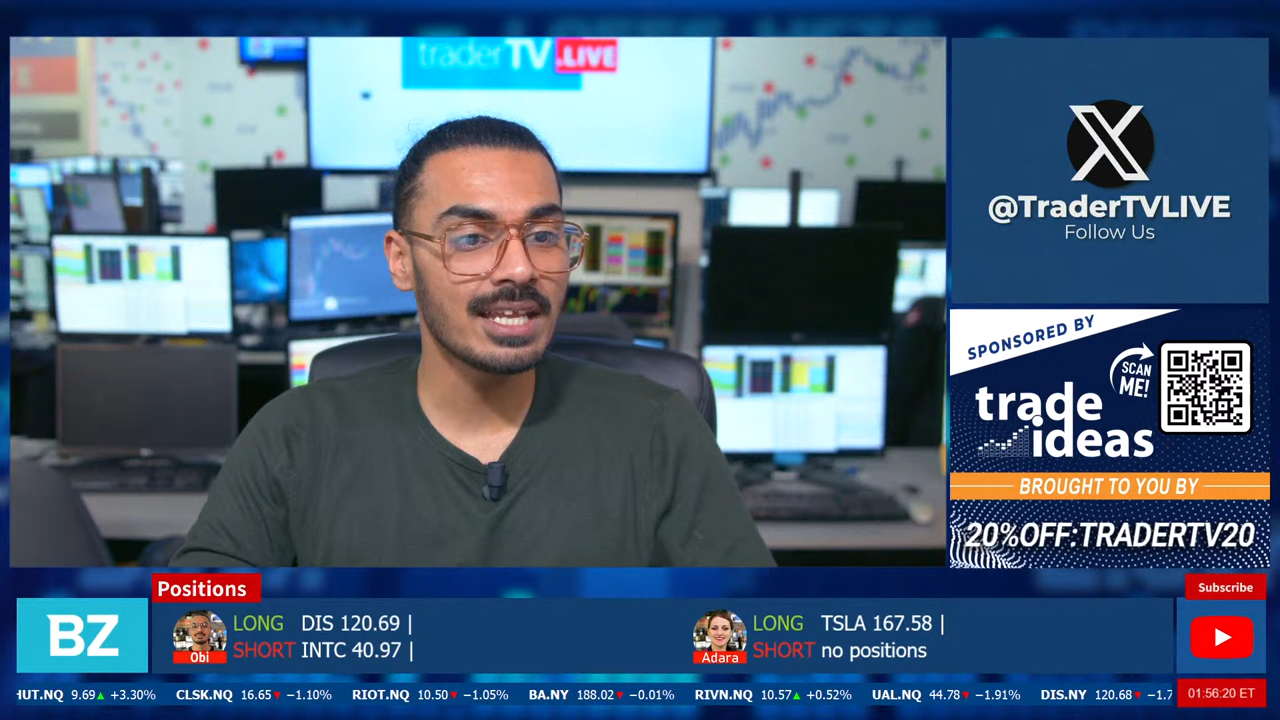 traderTV.LIVE
@TraderTVLIVE
Follow Us
SPONSORED BY
SCAN
ME!
trade
ideas
BROUGHT TO YOU BY
20%OFF:TRADERTV20
Positions
Subscribe
BZ
LONG DIS 120.69 |
SHORT INTC 40.97 |
Obi
LONG TSLA 167.58 |
SHORT no positions
Adara
HUT.NQ 9.69▲ +3.30% CLSK.NQ 16.65▼ −1.10% RIOT.NQ 10.50▼ −1.05% BA.NY 188.02▼ −0.01% RIVN.NQ 10.57▲ +0.52% UAL.NQ 44.78▼ −1.91% DIS.NY 120.68▼ −1.7
01:56:20 ET